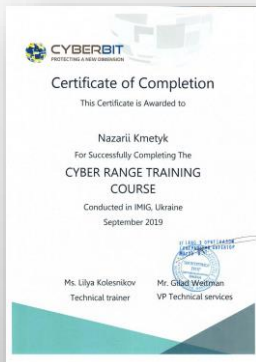 CYBERBIT
PROTECTING A NEW DIMENSION
Certificate of Completion
This Certificate is Awarded to
Nazarii Kmetyk
For Successfully Completing The
CYBER RANGE TRAINING
COURSE
Conducted in IMIG, Ukraine
September 2019
Ms. Lilya Kolesnikov
Technical trainer
Mr. Gilad Weitman
VP Technical services